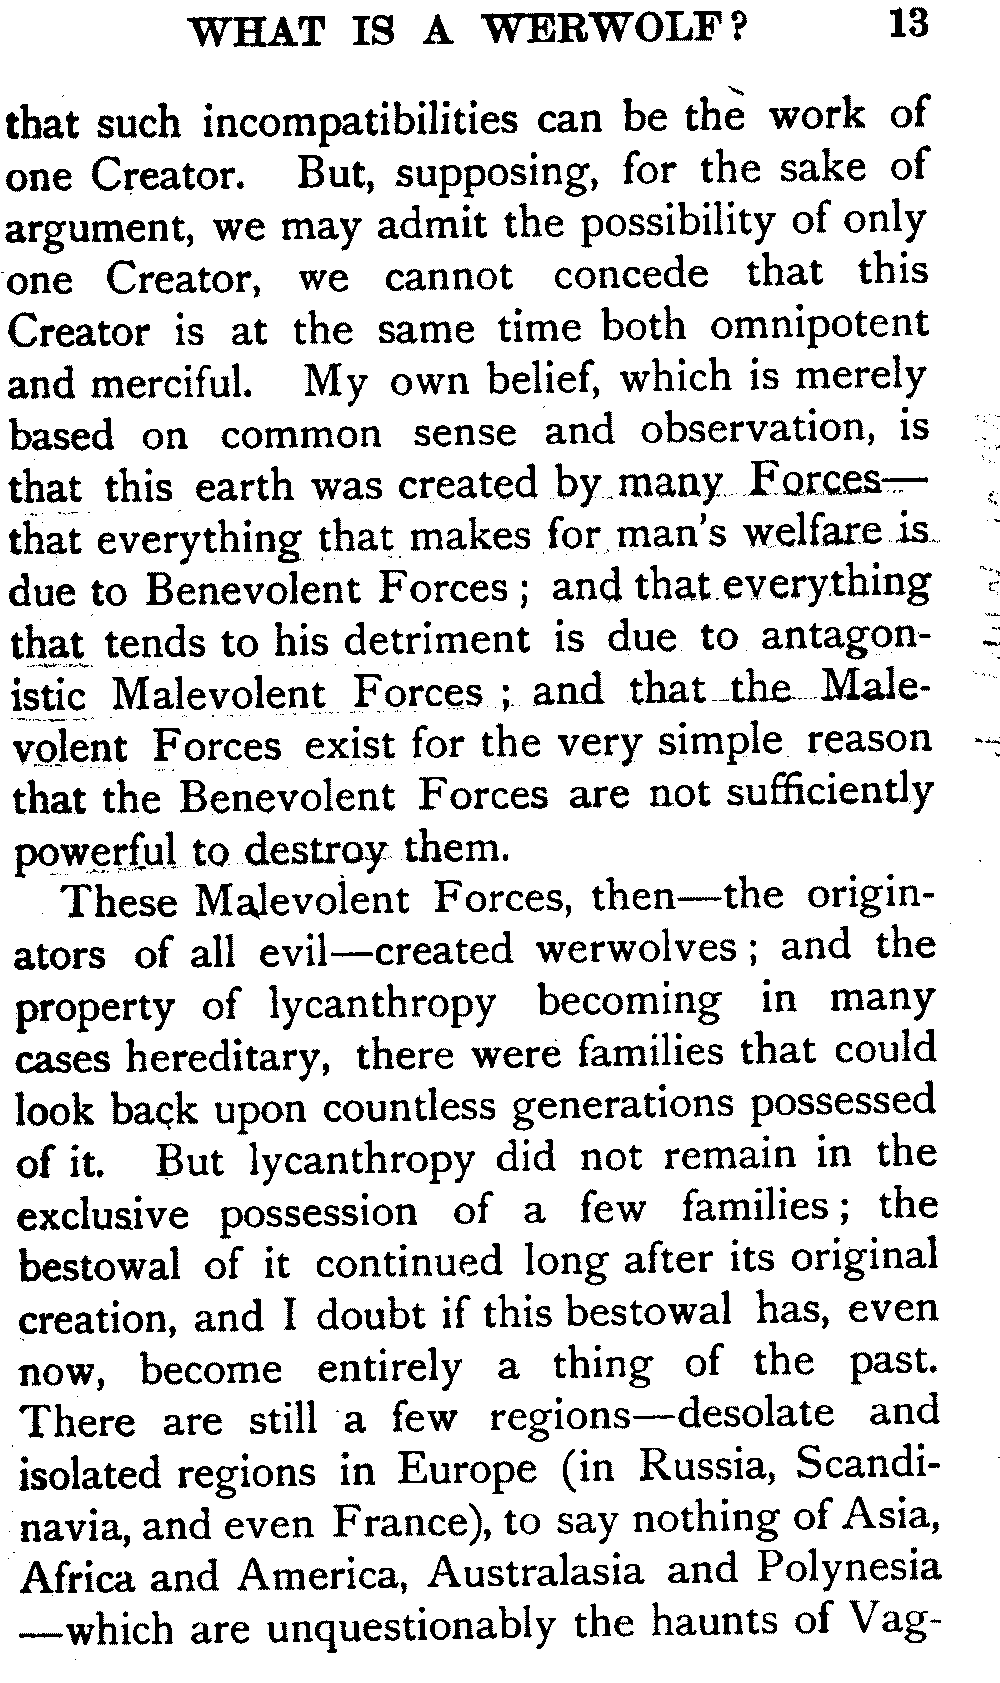 WHAT IS A WERWOLF? 13
that such incompatibilities can be the work of
one Creator. But, supposing, for the sake of
argument, we may admit the possibility of only
one Creator, we cannot concede that this
Creator is at the same time both omnipotent
and merciful. My own belief, which is merely
based on common sense and observation, is
that this earth was created by many Forces—
that everything that makes for man's welfare is
due to Benevolent Forces ; and that everything
that tends to his detriment is due to antagon-
istic Malevolent Forces ; and that the Male-
volent Forces exist for the very simple reason
that the Benevolent Forces are not sufficiently
powerful to destroy them.
These Malevolent Forces, then—the origin-
ators of all evil—created werwolves ; and the
property of lycanthropy becoming in many
cases hereditary, there were families that could
look back upon countless generations possessed
of it. But lycanthropy did not remain in the
exclusive possession of a few families ; the
bestowal of it continued long after its original
creation, and I doubt if this bestowal has, even
now, become entirely a thing of the past.
There are still a few regions—desolate and
isolated regions in Europe (in Russia, Scandi-
navia, and even France), to say nothing of Asia,
Africa and America, Australasia and Polynesia
—which are unquestionably the haunts of Vag-